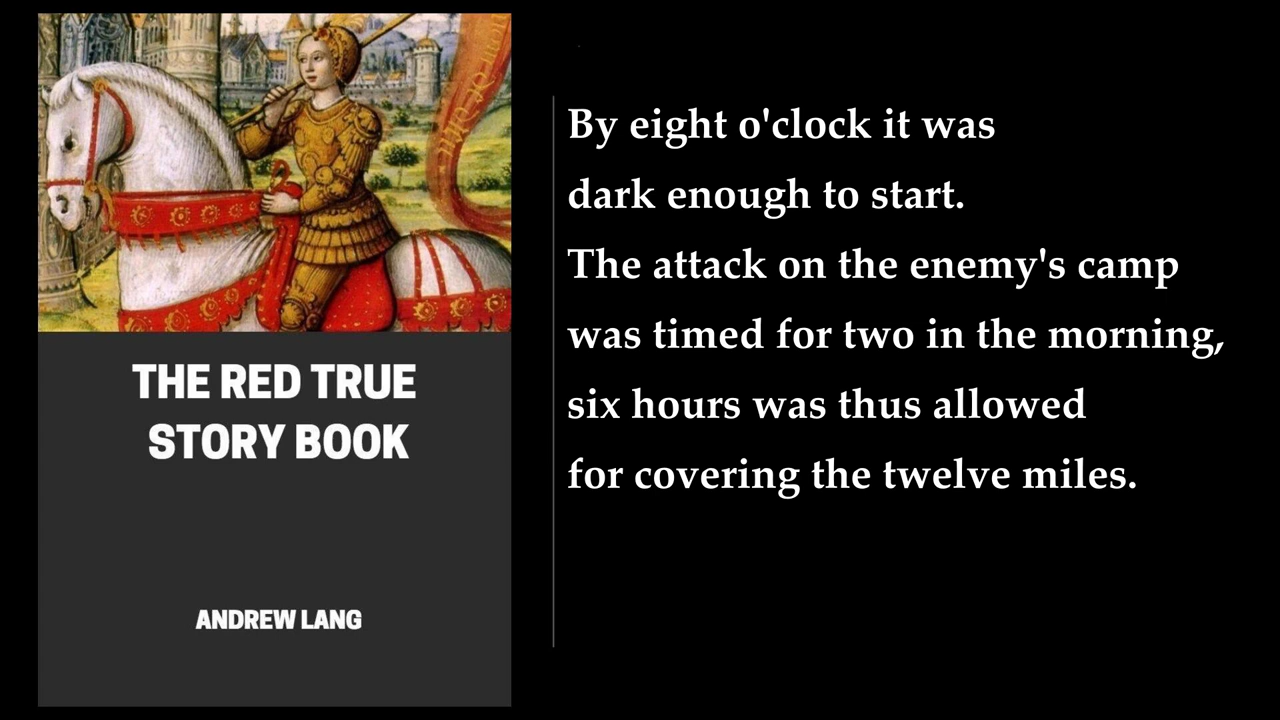 THE RED TRUE
STORY BOOK
ANDREW LANG
By eight o'clock it was
dark enough to start.
The attack on the enemy's camp
was timed for two in the morning,
six hours was thus allowed
for covering the twelve miles.